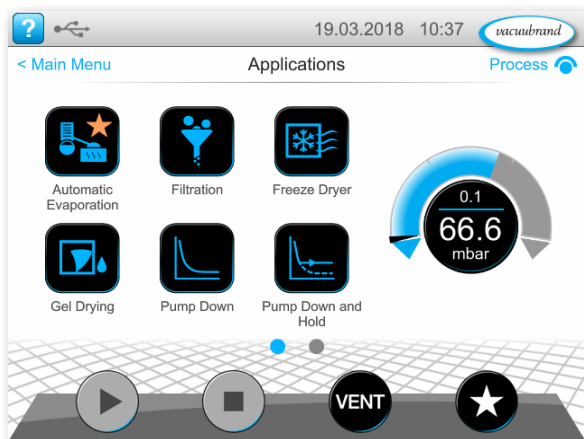 ?
19.03.2018 10:37
vacuubrand
< Main Menu
Applications
Process
Automatic
Evaporation
Filtration
Freeze Dryer
Gel Drying
Pump Down
Pump Down and
Hold
0.1
66.6
mbar
VENT